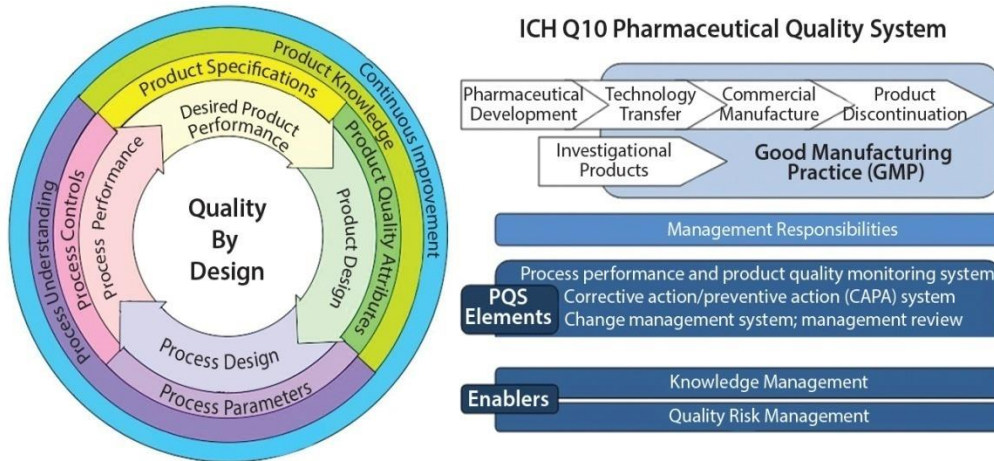 Continuous Improvement
Product Knowledge
Product Specifications
Desired Product
Performance
Product Design
Product Quality Attributes
Process Design
Process Parameters
Process Performance
Process Controls
Process Understanding
Quality
By
Design
ICH Q10 Pharmaceutical Quality System
Pharmaceutical
Development
Technology
Transfer
Commercial
Manufacture
Product
Discontinuation
Investigational
Products
Good Manufacturing
Practice (GMP)
Management Responsibilities
PQS
Elements
Process performance and product quality monitoring system
Corrective action/preventive action (CAPA) system
Change management system; management review
Enablers
Knowledge Management
Quality Risk Management